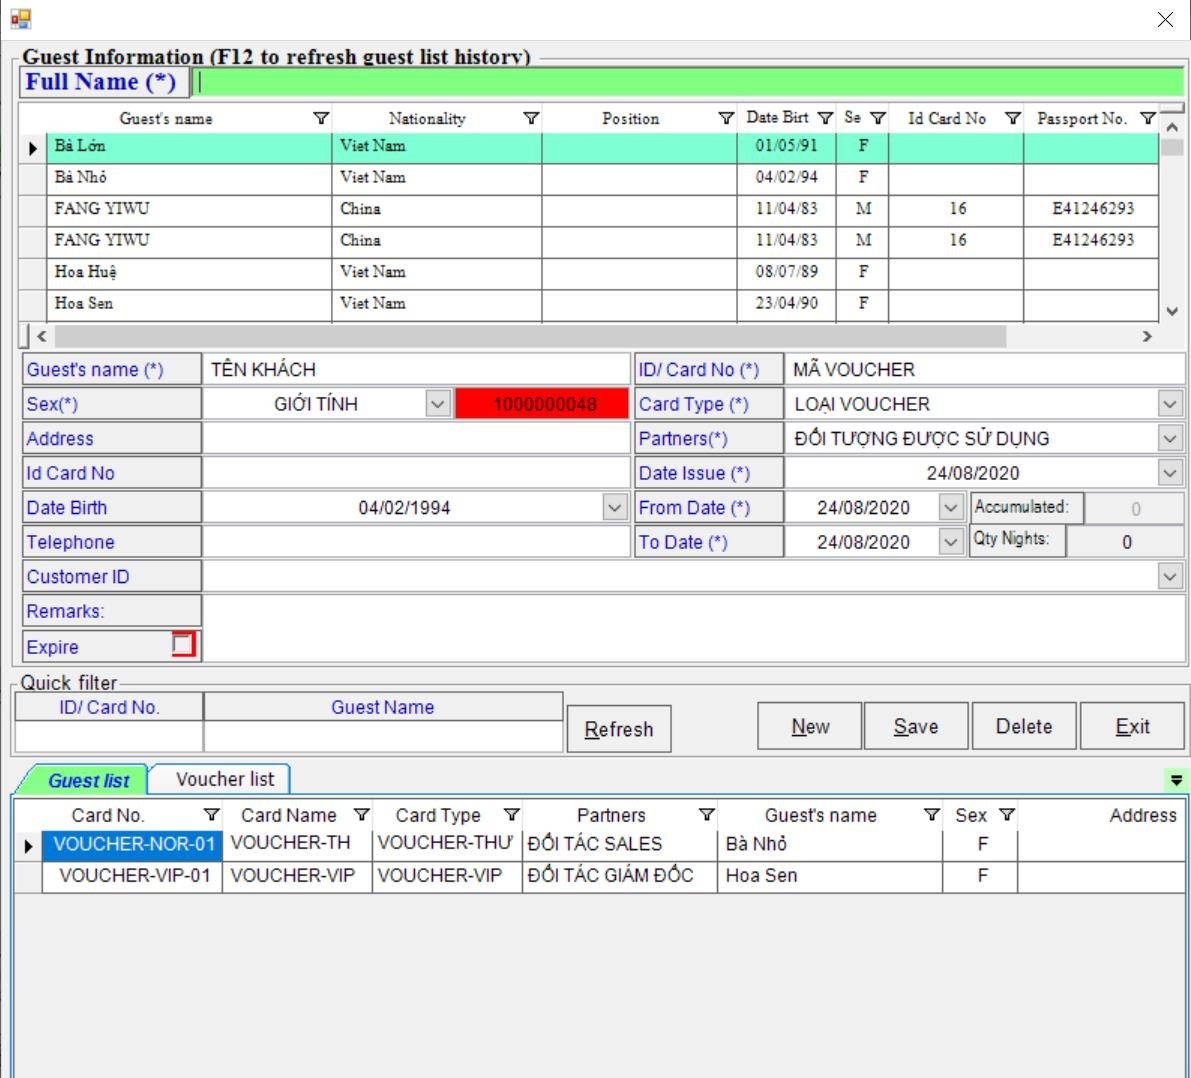 Guest Information (F12 to refresh guest list history)
Full Name (*)
Guest's name Nationality Position Date Birt Se Id Card No Passport No.
Bà Lớn Viet Nam 01/05/91 F
Bà Nhỏ Viet Nam 04/02/94 F
FANG YIWU China 11/04/83 M 16 E41246293
FANG YIWU China 11/04/83 M 16 E41246293
Hoa Huệ Viet Nam 08/07/89 F
Hoa Sen Viet Nam 23/04/90 F
Guest's name (*) TÊN KHÁCH ID/ Card No (*) MÃ VOUCHER
Sex(*) GIỚI TÍNH 1000000048 Card Type (*) LOẠI VOUCHER
Address Partners(*) ĐỐI TƯỢNG ĐƯỢC SỬ DỤNG
Id Card No Date Issue (*) 24/08/2020
Date Birth 04/02/1994 From Date (*) 24/08/2020 Accumulated: 0
Telephone To Date (*) 24/08/2020 Qty Nights: 0
Customer ID
Remarks:
Expire
Quick filter
ID/ Card No. Guest Name
Refresh New Save Delete Exit
Guest list Voucher list
Card No. Card Name Card Type Partners Guest's name Sex Address
VOUCHER-NOR-01 VOUCHER-TH VOUCHER-THƯ ĐỐI TÁC SALES Bà Nhỏ F
VOUCHER-VIP-01 VOUCHER-VIP VOUCHER-VIP ĐỐI TÁC GIÁM ĐỐC Hoa Sen F